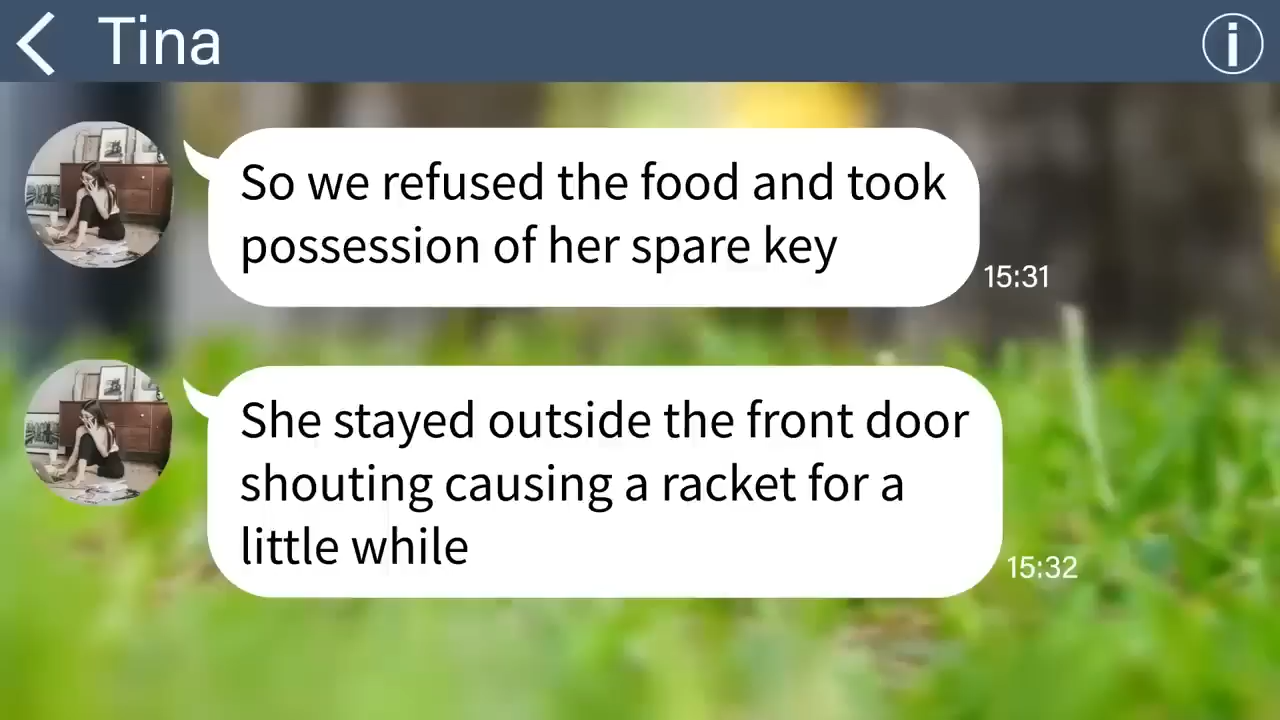 Tina
So we refused the food and took
possession of her spare key
15:31
She stayed outside the front door
shouting causing a racket for a
little while
15:32